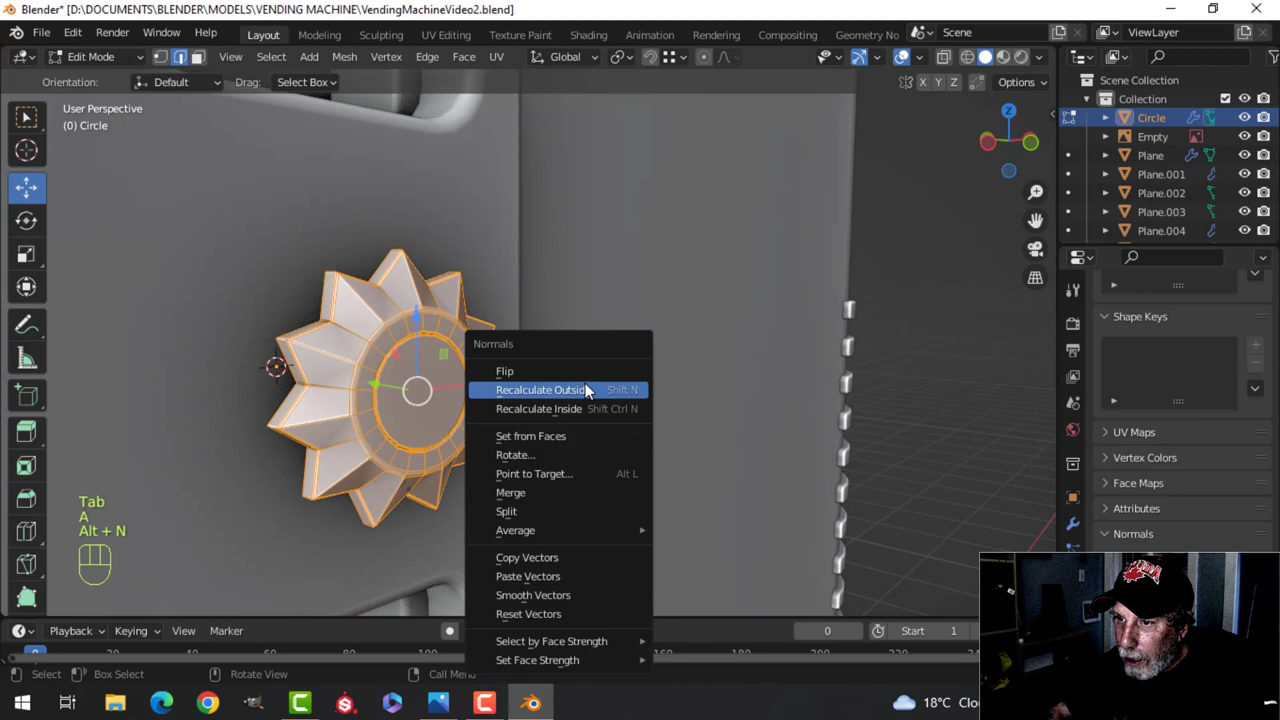 Blender* [D:\DOCUMENTS\BLENDER\MODELS\VENDING MACHINE\VendingMachineVideo2.blend]
File Edit Render Window Help Layout Modeling Sculpting UV Editing Texture Paint Shading Animation Rendering Compositing Geometry No Scene ViewLayer
Edit Mode View Select Add Mesh Vertex Edge Face UV Global
Orientation: Default Drag: Select Box X Y Z Options
User Perspective
(0) Circle
Z
Scene Collection
Collection
Circle
Empty
Plane
Plane.001
Plane.002
Plane.003
Plane.004
Shape Keys
UV Maps
Vertex Colors
Face Maps
Attributes
Normals
Normals
Flip
Recalculate Outsid Shift N
Recalculate Inside Shift Ctrl N
Set from Faces
Rotate...
Point to Target... Alt L
Merge
Split
Average
Copy Vectors
Paste Vectors
Smooth Vectors
Reset Vectors
Select by Face Strength
Set Face Strength
Tab
A
Alt + N
Playback Keying View Marker 0 Start 1
0 20
Select Box Select Rotate View Call Menu
18°C Clo